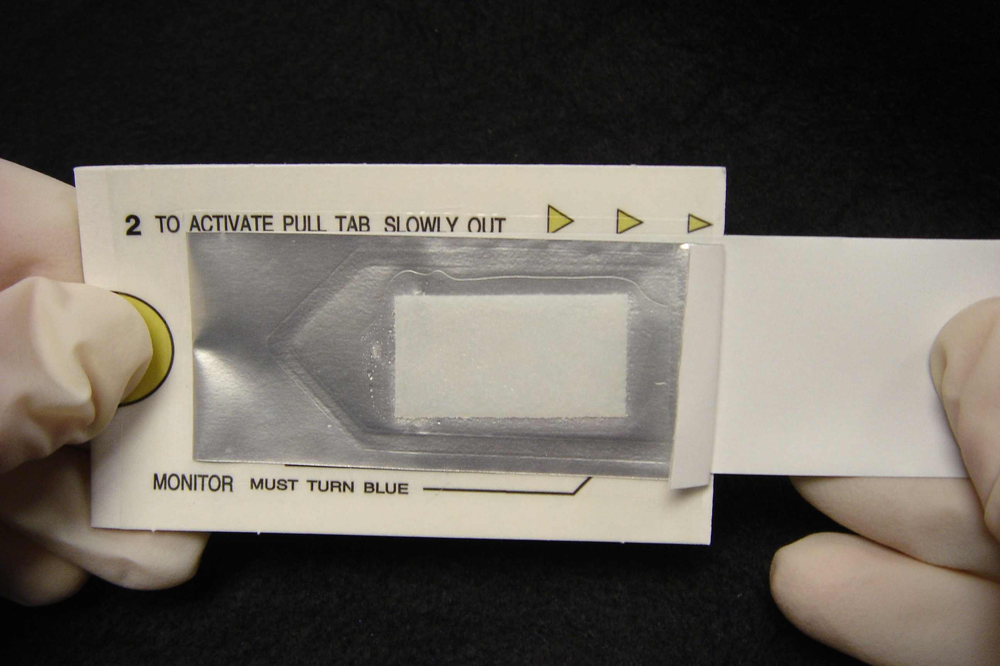 2 TO ACTIVATE PULL TAB SLOWLY OUT
MONITOR MUST TURN BLUE